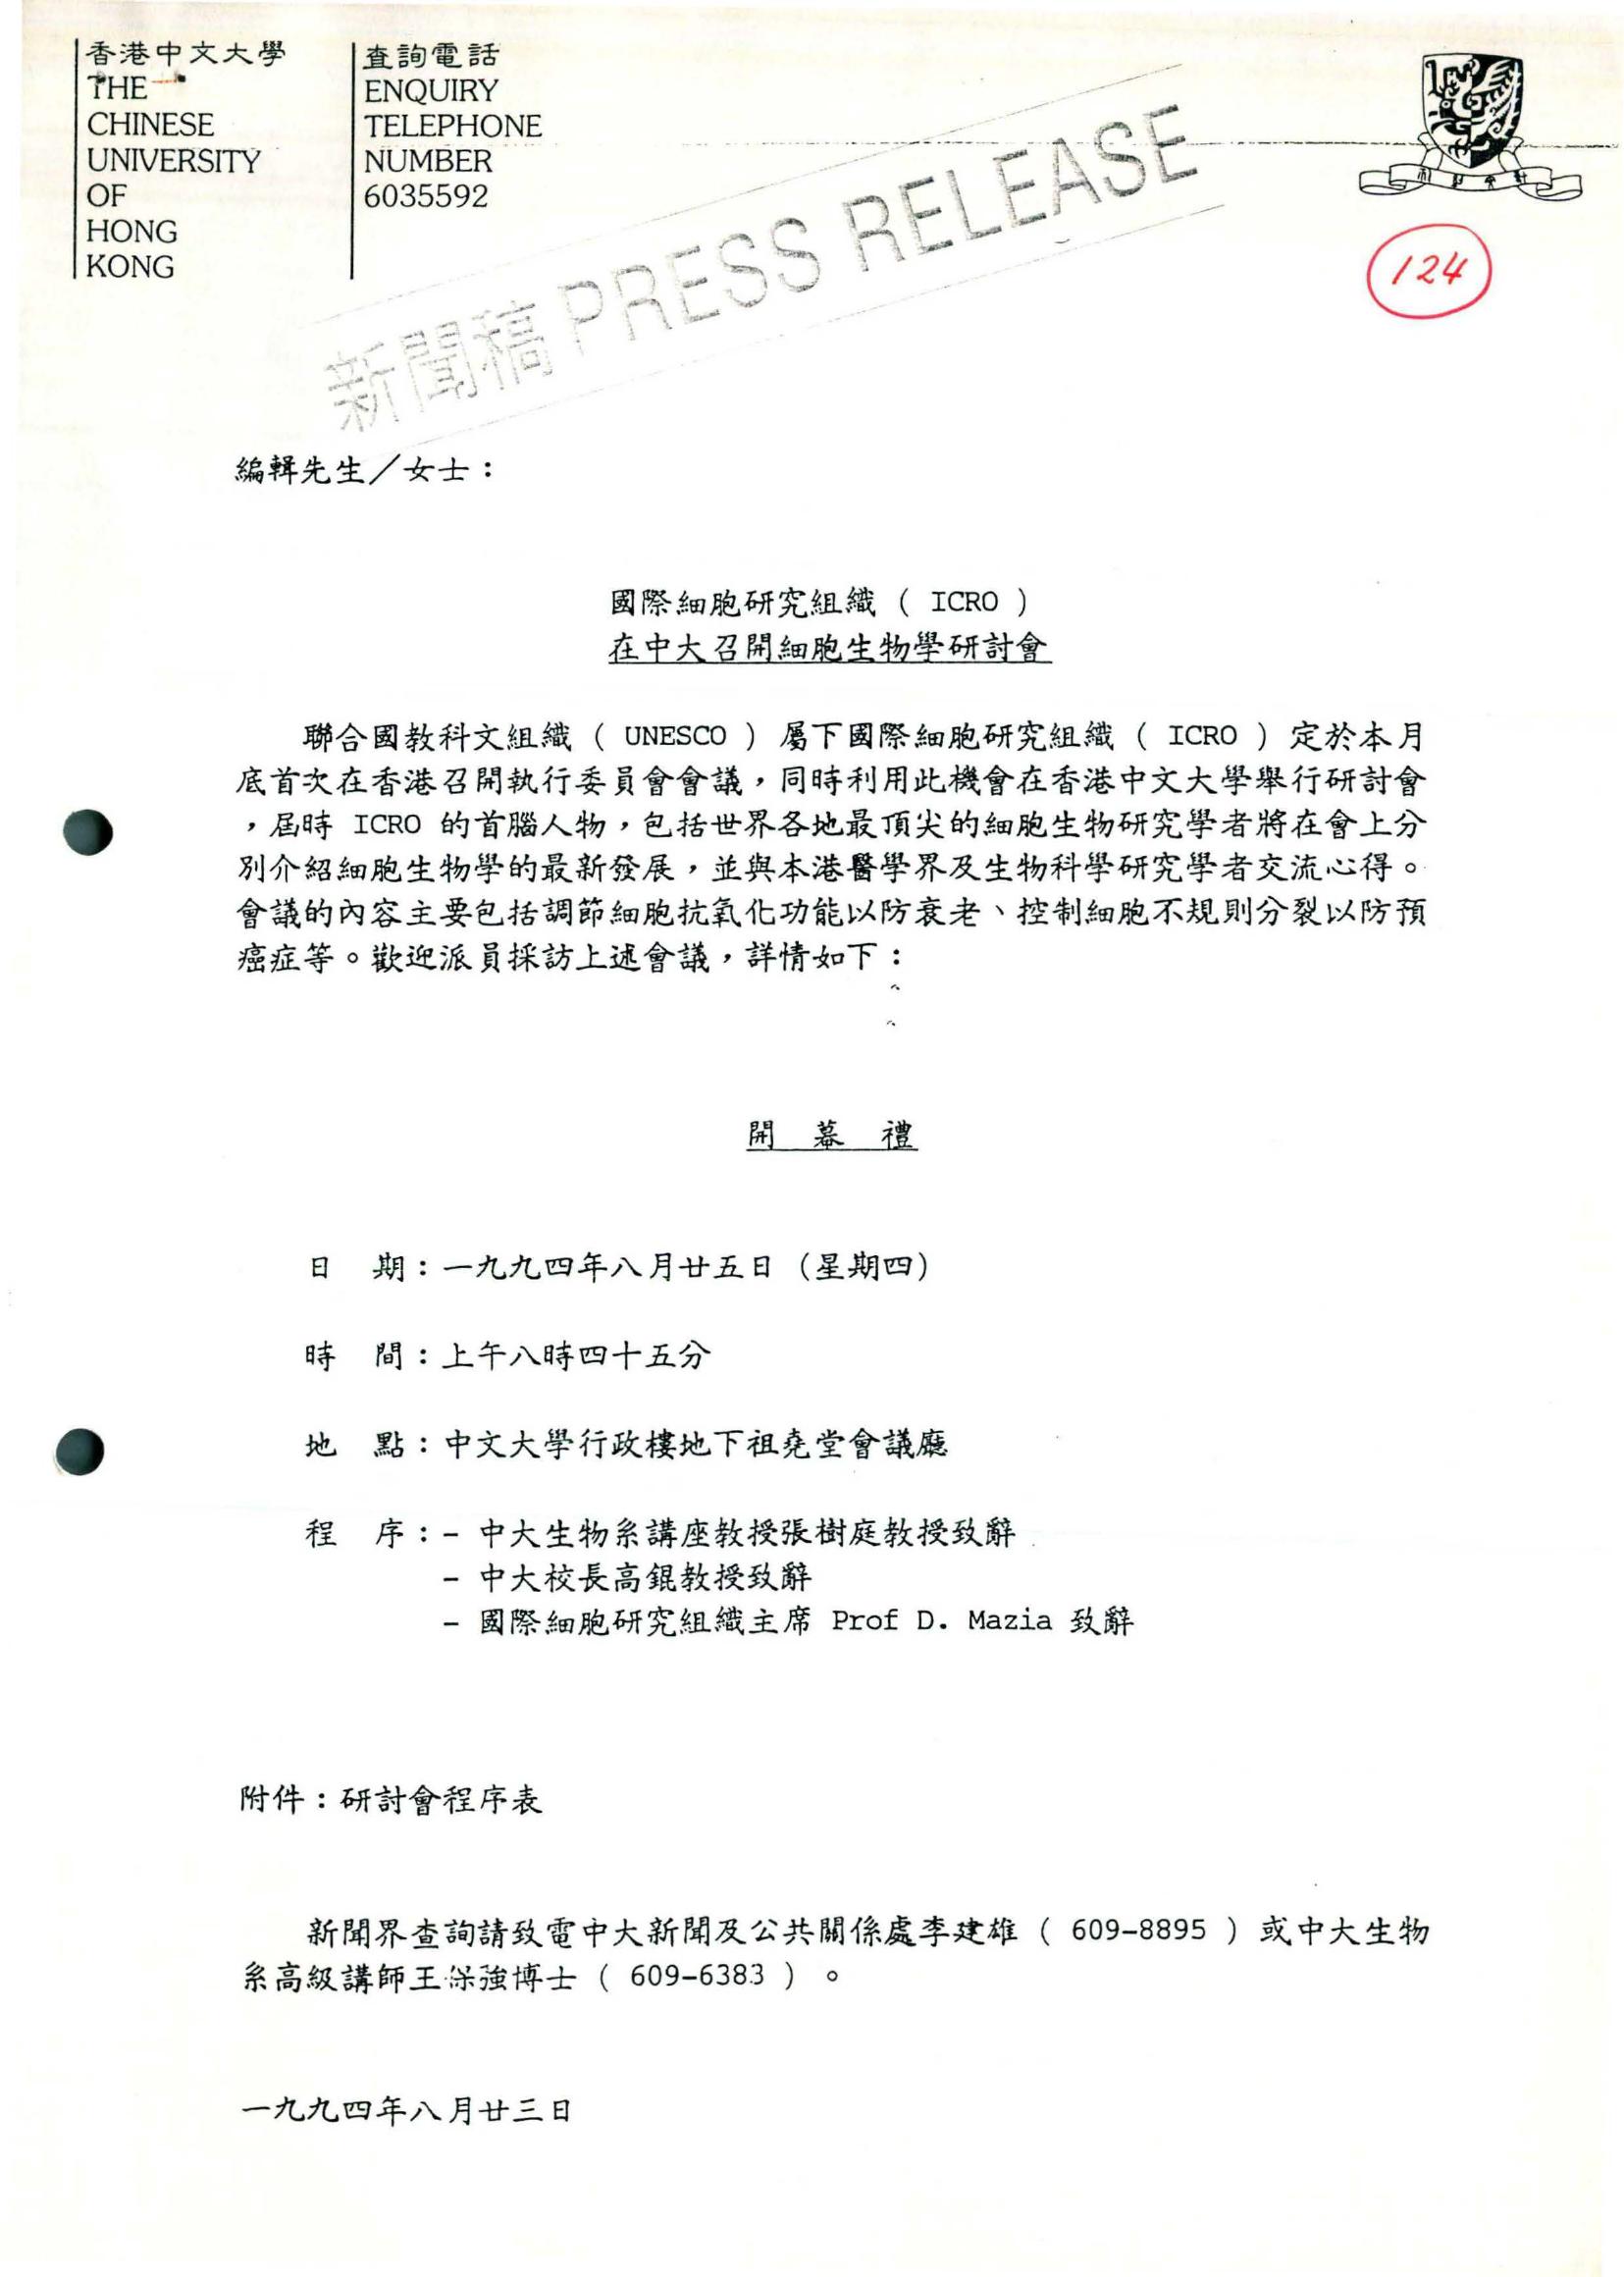 香港中文大學
THE
CHINESE
UNIVERSITY
OF
HONG
KONG
查詢電話
ENQUIRY
TELEPHONE
NUMBER
6035592
新聞稿 PRESS RELEASE
124
編輯先生／女士：
國際細胞研究組織（ ICRO ）
在中大召開細胞生物學研討會
聯合國教科文組織（ UNESCO ）屬下國際細胞研究組織（ ICRO ）定於本月
底首次在香港召開執行委員會會議，同時利用此機會在香港中文大學舉行研討會
，屆時 ICRO 的首腦人物，包括世界各地最頂尖的細胞生物研究學者將在會上分
別介紹細胞生物學的最新發展，並與本港醫學界及生物科學研究學者交流心得。
會議的內容主要包括調節細胞抗氧化功能以防衰老、控制細胞不規則分裂以防預
癌症等。歡迎派員採訪上述會議，詳情如下：
開 幕 禮
日 期：一九九四年八月廿五日（星期四）
時 間：上午八時四十五分
地 點：中文大學行政樓地下祖堯堂會議廳
程 序：– 中大生物系講座教授張樹庭教授致辭
– 中大校長高錕教授致辭
– 國際細胞研究組織主席 Prof D. Mazia 致辭
附件：研討會程序表
新聞界查詢請致電中大新聞及公共關係處李建雄（ 609–8895 ）或中大生物
系高級講師王保強博士（ 609–6383 ）。
一九九四年八月廿三日